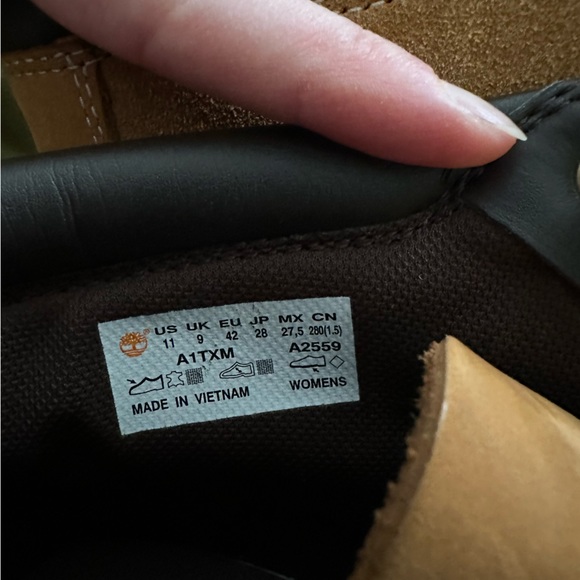 US UK EU JP MX CN
11 9 42 28 27,5 280(1.5)
A1TXM A2559
WOMENS
MADE IN VIETNAM